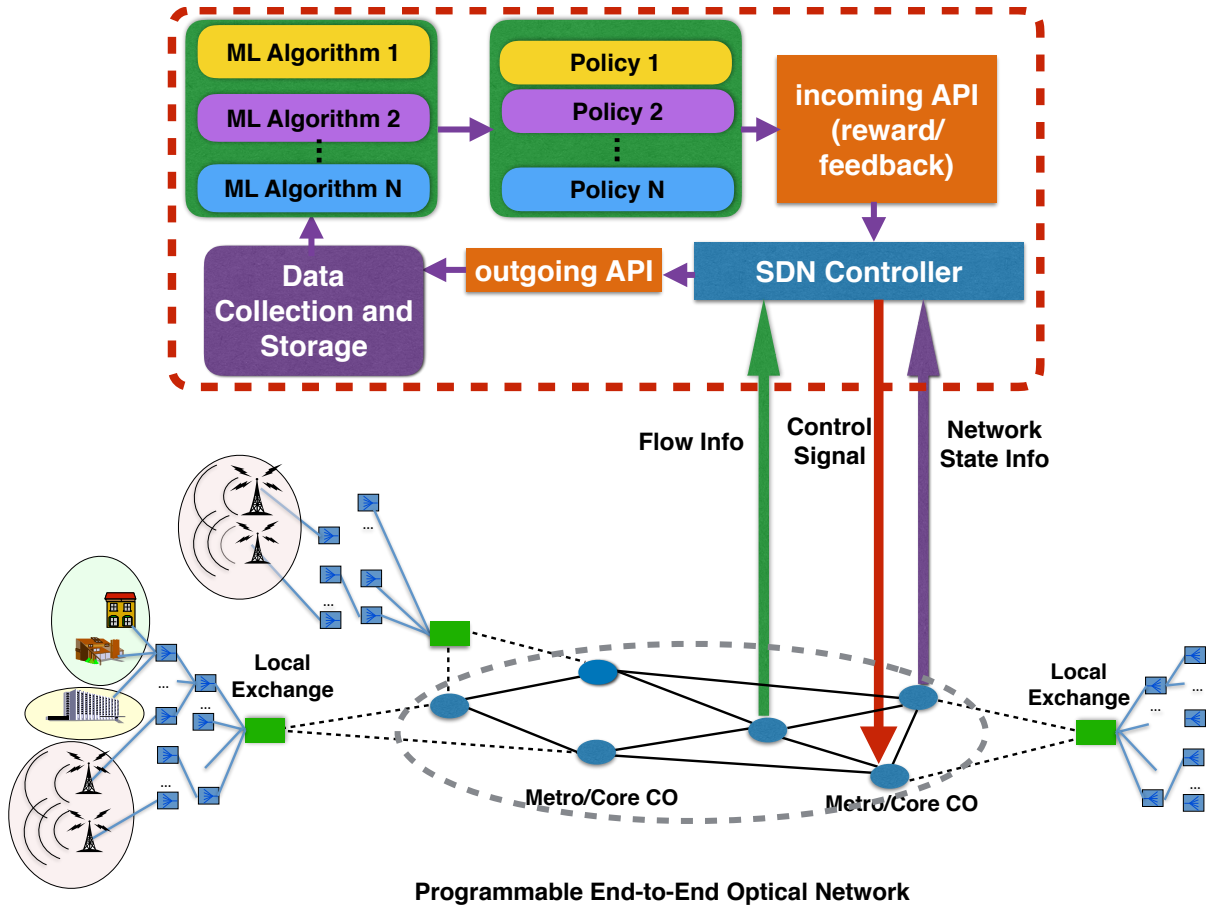 ML Algorithm 1
ML Algorithm 2
ML Algorithm N
Policy 1
Policy 2
Policy N
incoming API
(reward/
feedback)
Data
Collection and
Storage
outgoing API
SDN Controller
Flow Info
Control
Signal
Network
State Info
...
...
...
...
...
...
...
...
...
Local
Exchange
Local
Exchange
Metro/Core CO
Metro/Core CO
Programmable End-to-End Optical Network